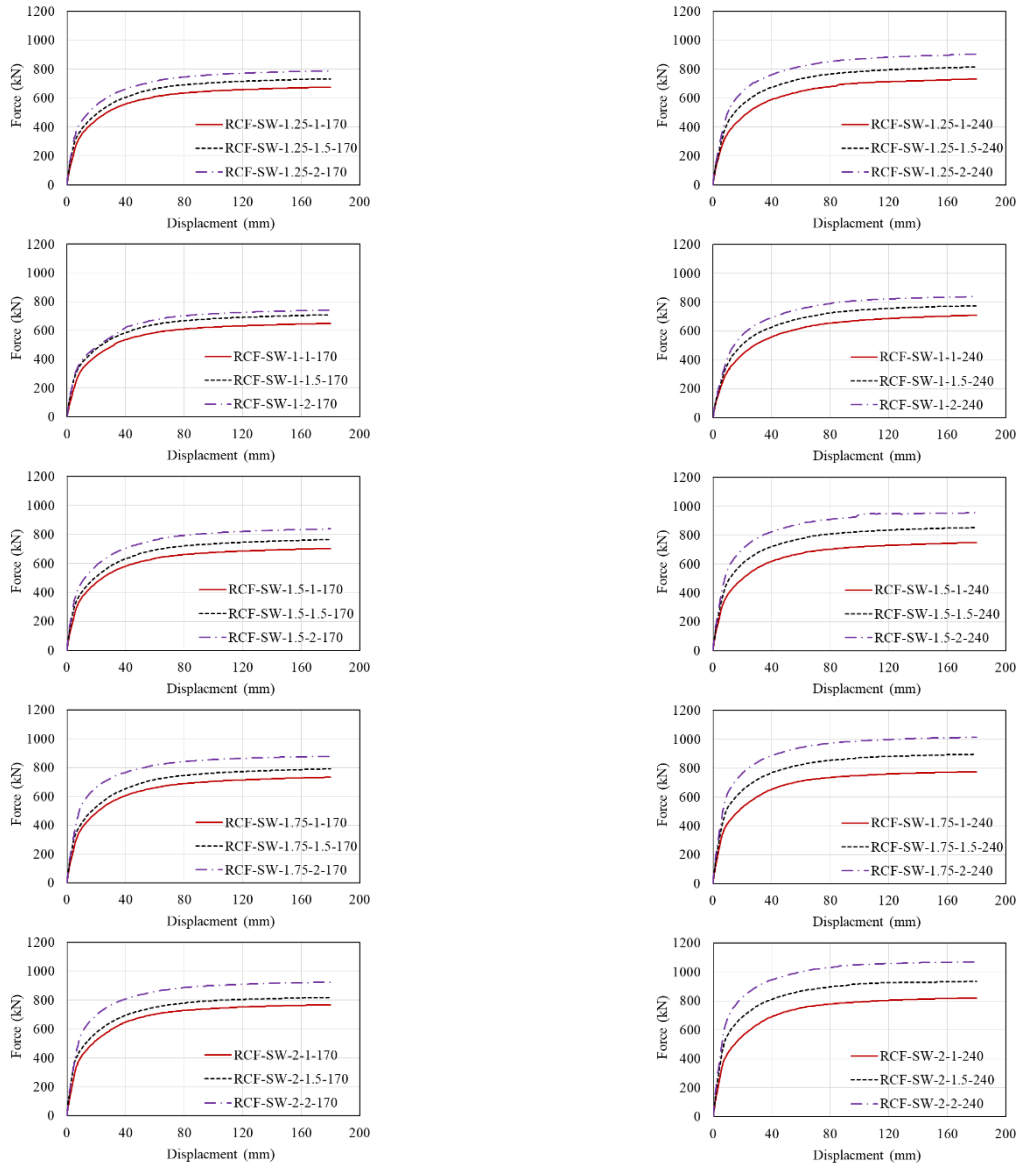 1200
1000
800
600
400
200
0
Force (kN)
RCF-SW-1.25-1-170
RCF-SW-1.25-1.5-170
RCF-SW-1.25-2-170
0 40 80 120 160 200
Displacment (mm)
1200
1000
800
600
400
200
0
Force (kN)
RCF-SW-1.25-1-240
RCF-SW-1.25-1.5-240
RCF-SW-1.25-2-240
0 40 80 120 160 200
Displacment (mm)
1200
1000
800
600
400
200
0
Force (kN)
RCF-SW-1-1-170
RCF-SW-1-1.5-170
RCF-SW-1-2-170
0 40 80 120 160 200
Displacment (mm)
1200
1000
800
600
400
200
0
Force (kN)
RCF-SW-1-1-240
RCF-SW-1-1.5-240
RCF-SW-1-2-240
0 40 80 120 160 200
Displacment (mm)
1200
1000
800
600
400
200
0
Force (kN)
RCF-SW-1.5-1-170
RCF-SW-1.5-1.5-170
RCF-SW-1.5-2-170
0 40 80 120 160 200
Displacment (mm)
1200
1000
800
600
400
200
0
Force (kN)
RCF-SW-1.5-1-240
RCF-SW-1.5-1.5-240
RCF-SW-1.5-2-240
0 40 80 120 160 200
Displacment (mm)
1200
1000
800
600
400
200
0
Force (kN)
RCF-SW-1.75-1-170
RCF-SW-1.75-1.5-170
RCF-SW-1.75-2-170
0 40 80 120 160 200
Displacment (mm)
1200
1000
800
600
400
200
0
Force (kN)
RCF-SW-1.75-1-240
RCF-SW-1.75-1.5-240
RCF-SW-1.75-2-240
0 40 80 120 160 200
Displacment (mm)
1200
1000
800
600
400
200
0
Force (kN)
RCF-SW-2-1-170
RCF-SW-2-1.5-170
RCF-SW-2-2-170
0 40 80 120 160 200
Displacment (mm)
1200
1000
800
600
400
200
0
Force (kN)
RCF-SW-2-1-240
RCF-SW-2-1.5-240
RCF-SW-2-2-240
0 40 80 120 160 200
Displacment (mm)